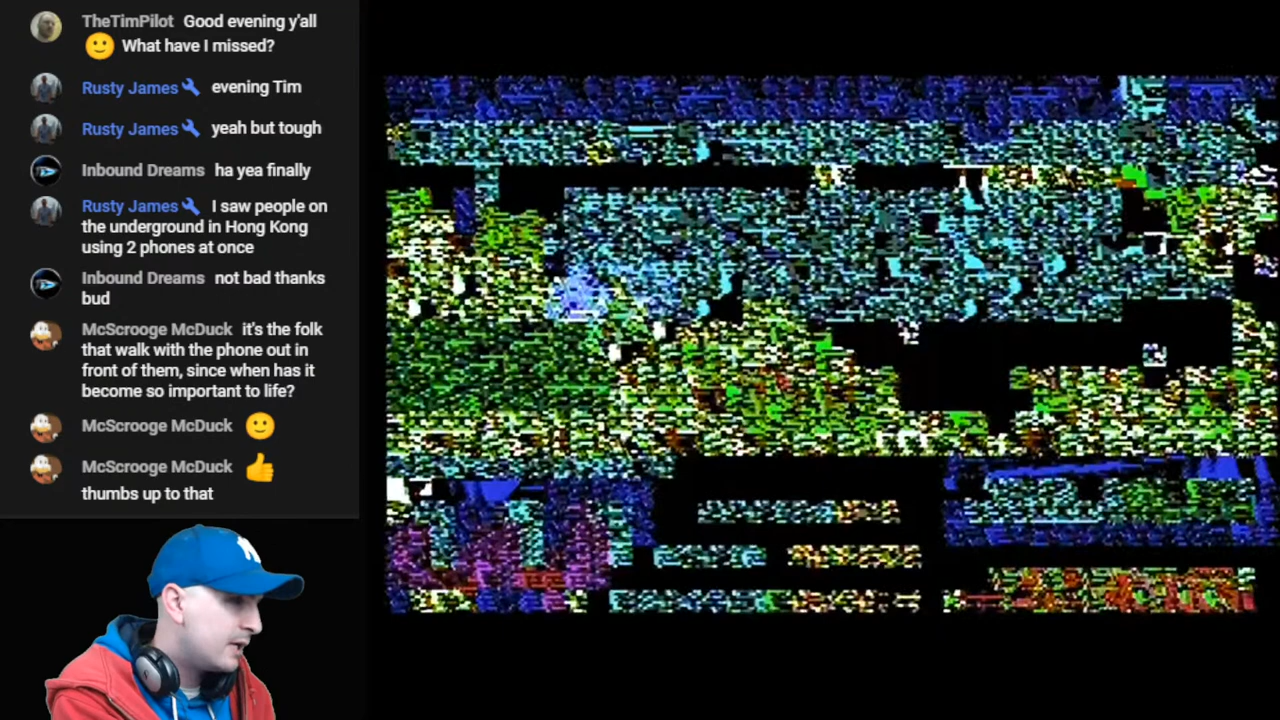 TheTimPilot Good evening y'all
🙂 What have I missed?
Rusty James evening Tim
Rusty James yeah but tough
Inbound Dreams ha yea finally
Rusty James I saw people on
the underground in Hong Kong
using 2 phones at once
Inbound Dreams not bad thanks
bud
McScrooge McDuck it's the folk
that walk with the phone out in
front of them, since when has it
become so important to life?
McScrooge McDuck 🙂
McScrooge McDuck 👍
thumbs up to that